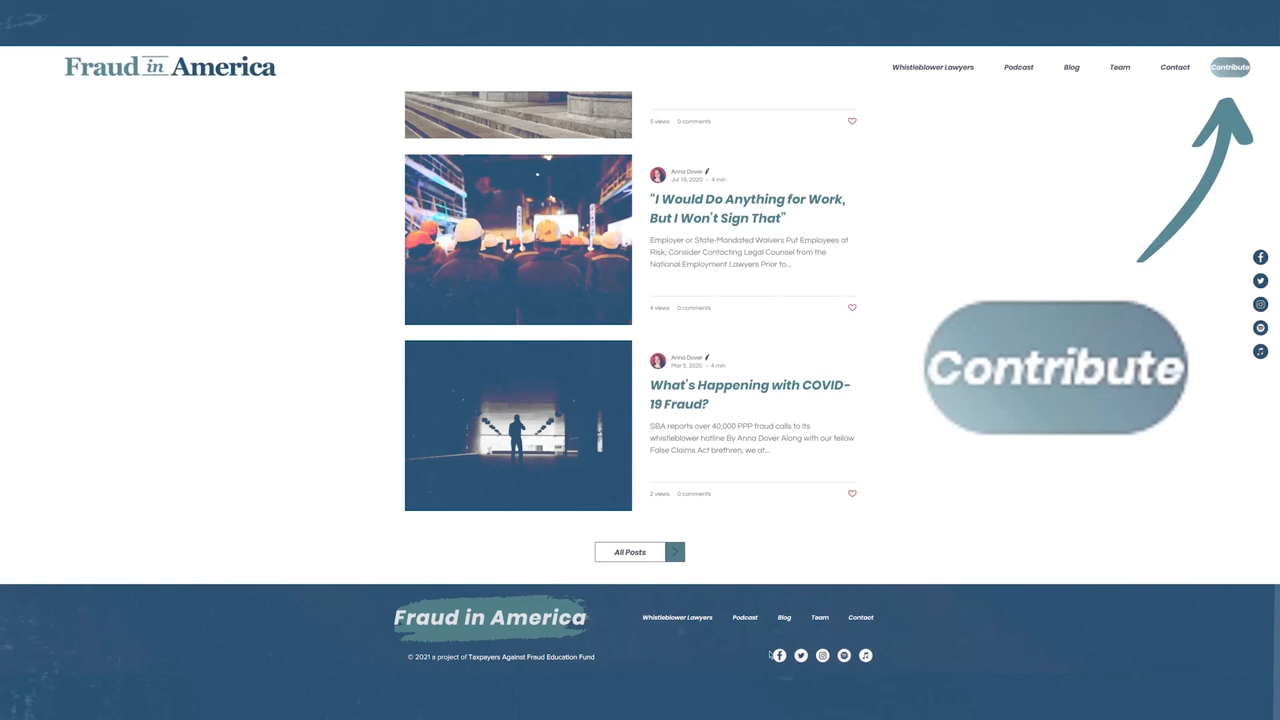 Fraud in America
Whistleblower Lawyers Podcast Blog Team Contact Contribute
5 views 0 comments
Anna Dover
Jul 16, 2020 · 4 min
“I Would Do Anything for Work,
But I Won’t Sign That”
Employer or State-Mandated Waivers Put Employees at
Risk; Consider Contacting Legal Counsel from the
National Employment Lawyers Prior to...
4 views 0 comments
Contribute
Anna Dover
Mar 5, 2020 · 4 min
What’s Happening with COVID-
19 Fraud?
SBA reports over 40,000 PPP fraud calls to its
whistleblower hotline By Anna Dover Along with our fellow
False Claims Act brethren, we at...
2 views 0 comments
All Posts >
Fraud in America
Whistleblower Lawyers Podcast Blog Team Contact
© 2021 a project of Taxpayers Against Fraud Education Fund